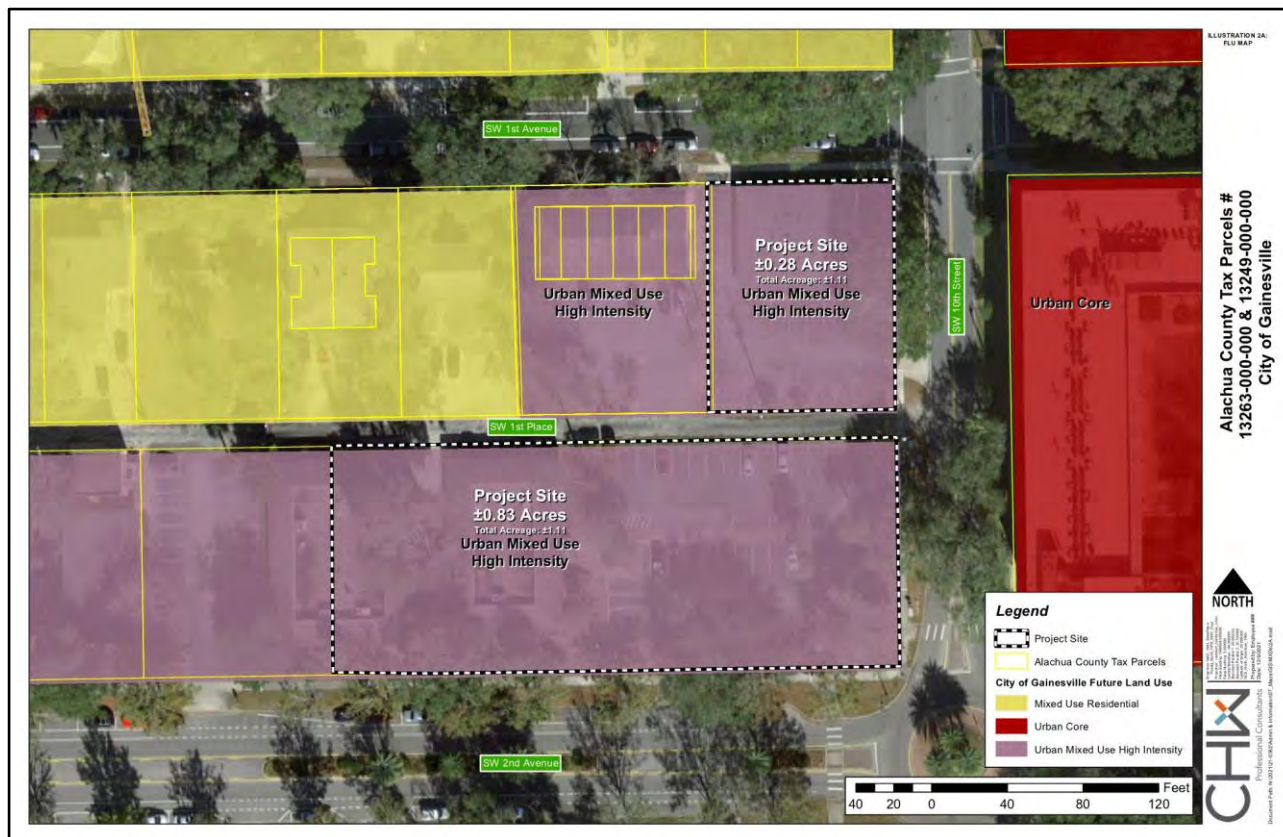 ILLUSTRATION 2A:
FLU MAP
SW 1st Avenue
Project Site
±0.28 Acres
Total Acreage: ±1.11
Urban Mixed Use
High Intensity
Urban Mixed Use
High Intensity
SW 10th Street
Urban Core
Alachua County Tax Parcels #
13263-000-000 & 13249-000-000
City of Gainesville
SW 1st Place
Project Site
±0.83 Acres
Total Acreage: ±1.11
Urban Mixed Use
High Intensity
Legend
Project Site
Alachua County Tax Parcels
City of Gainesville Future Land Use
Mixed Use Residential
Urban Core
Urban Mixed Use High Intensity
NORTH
SW 2nd Avenue
Feet
40 20 0 40 80 120
CHW
Professional Consultants